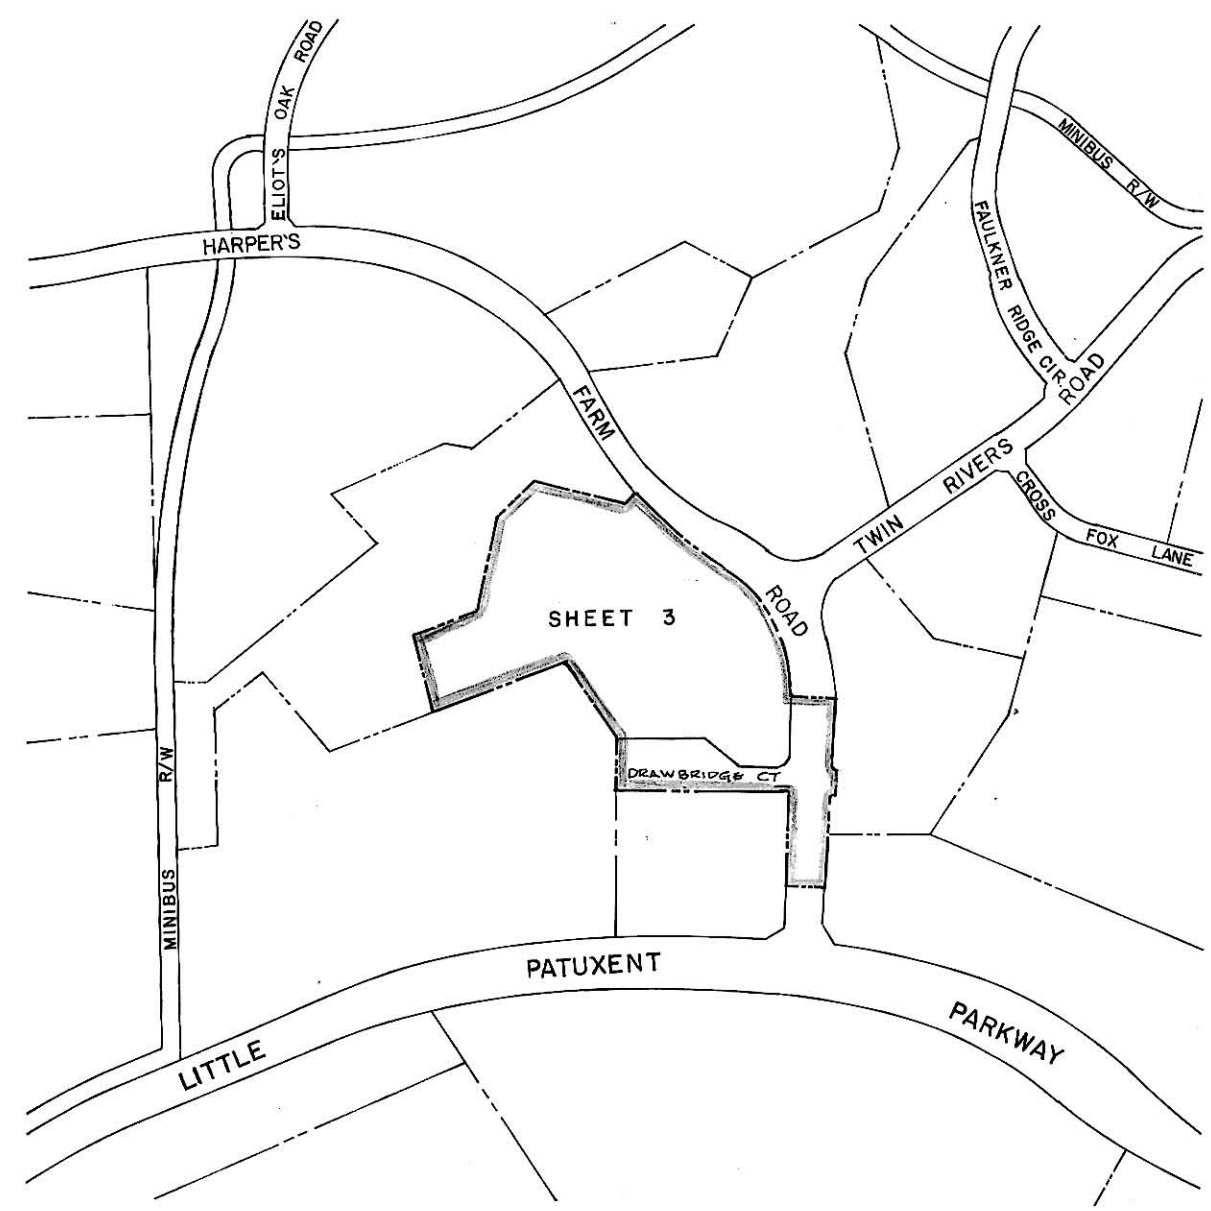 ELIOT'S OAK ROAD
MINIBUS R/W
HARPER'S FARM ROAD
FAULKNER RIDGE CIR.
TWIN RIVERS ROAD
CROSS FOX LANE
SHEET 3
DRAWBRIDGE CT
MINIBUS R/W
LITTLE PATUXENT PARKWAY